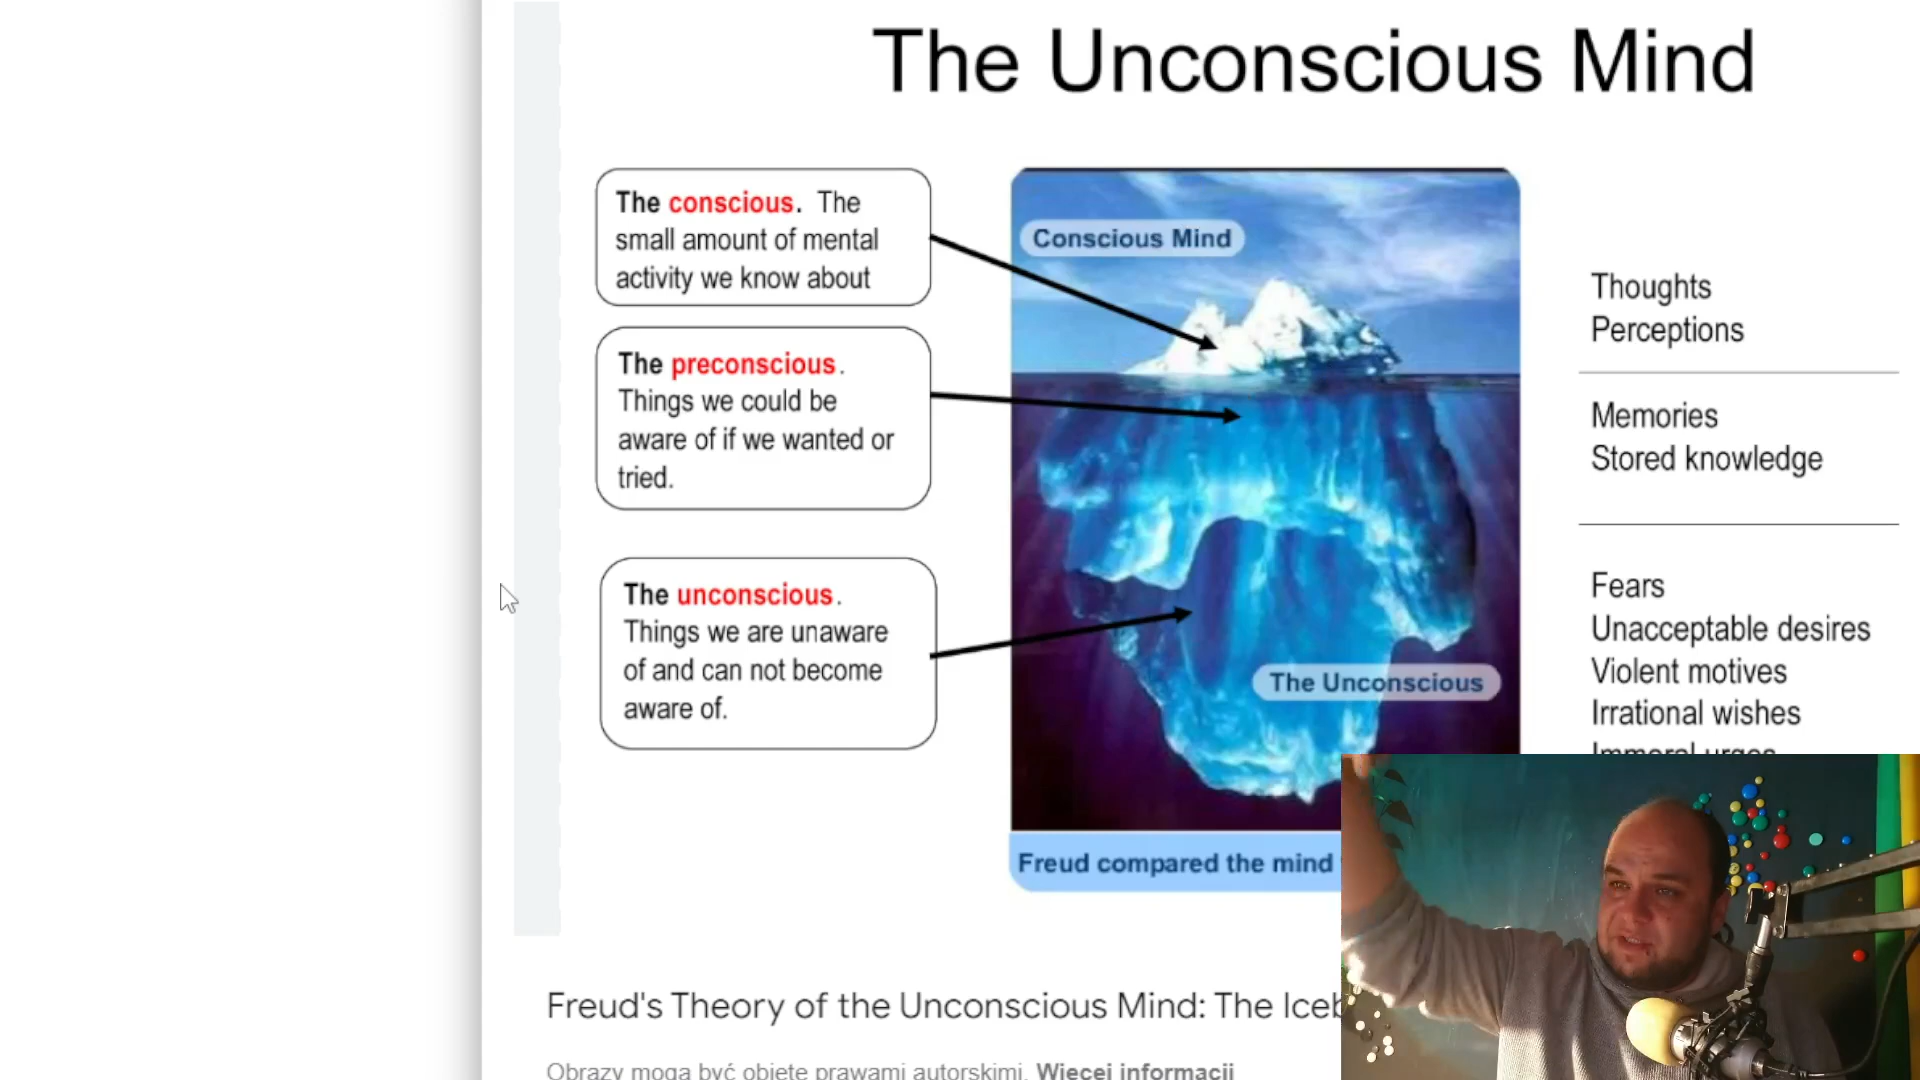 The Unconscious Mind
The conscious. The
small amount of mental
activity we know about
The preconscious.
Things we could be
aware of if we wanted or
tried.
The unconscious.
Things we are unaware
of and can not become
aware of.
Conscious Mind
The Unconscious
Freud compared the mind
Thoughts
Perceptions
Memories
Stored knowledge
Fears
Unacceptable desires
Violent motives
Irrational wishes
Immoral urges
Freud's Theory of the Unconscious Mind: The Iceb
Obrazy mogą być objęte prawami autorskimi. Więcej informacji